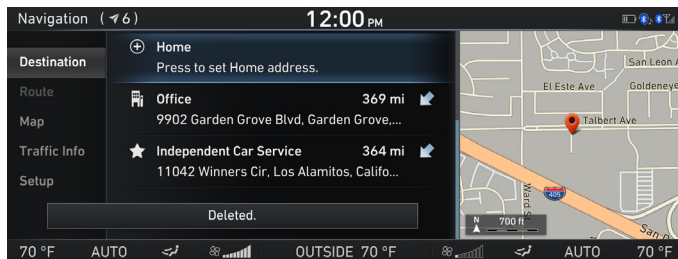 Navigation ( 6)
12:00 PM
Destination
Route
Map
Traffic Info
Setup
Home
Press to set Home address.
Office 369 mi
9902 Garden Grove Blvd, Garden Grove,...
Independent Car Service 364 mi
11042 Winners Cir, Los Alamitos, Califo...
Deleted.
San Leon
El Este Ave
Goldeneye
Talbert Ave
405
Ward S
San D
N
700 ft
70 °F AUTO OUTSIDE 70 °F AUTO 70 °F